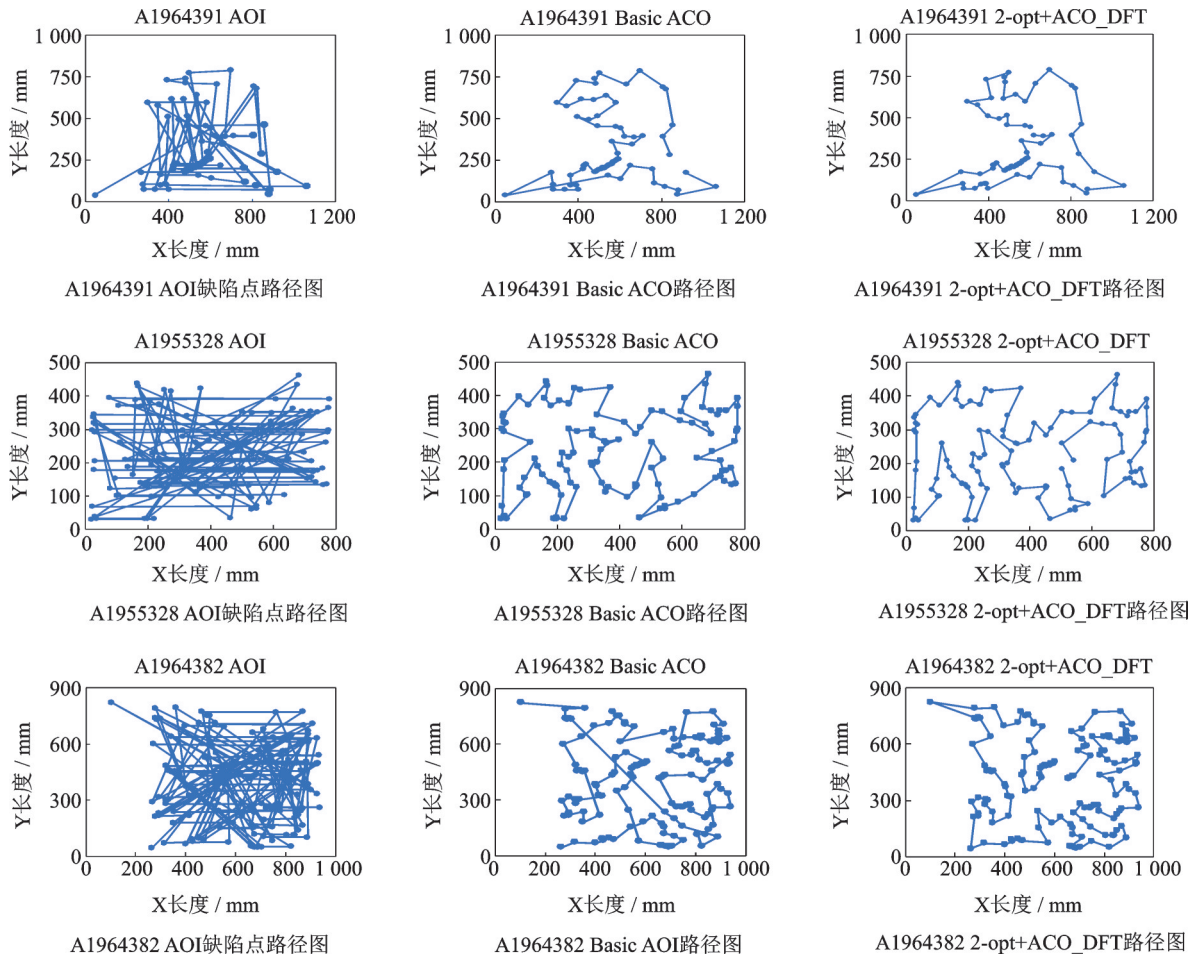 A1964391 AOI
1 000
750
500
250
0
Y长度 / mm
0 400 800 1 200
X长度 / mm
A1964391 AOI缺陷点路径图
A1964391 Basic ACO
1 000
750
500
250
0
Y长度 / mm
0 400 800 1 200
X长度 / mm
A1964391 Basic ACO路径图
A1964391 2-opt+ACO_DFT
1 000
750
500
250
0
Y长度 / mm
0 400 800 1 200
X长度 / mm
A1964391 2-opt+ACO_DFT路径图
A1955328 AOI
500
400
300
200
100
0
Y长度 / mm
0 200 400 600 800
X长度 / mm
A1955328 AOI缺陷点路径图
A1955328 Basic ACO
500
400
300
200
100
0
Y长度 / mm
0 200 400 600 800
X长度 / mm
A1955328 Basic ACO路径图
A1955328 2-opt+ACO_DFT
500
400
300
200
100
0
Y长度 / mm
0 200 400 600 800
X长度 / mm
A1955328 2-opt+ACO_DFT路径图
A1964382 AOI
900
600
300
0
Y长度 / mm
0 200 400 600 800 1 000
X长度 / mm
A1964382 AOI缺陷点路径图
A1964382 Basic ACO
900
600
300
0
Y长度 / mm
0 200 400 600 800 1 000
X长度 / mm
A1964382 Basic AOI路径图
A1964382 2-opt+ACO_DFT
900
600
300
0
Y长度 / mm
0 200 400 600 800 1 000
X长度 / mm
A1964382 2-opt+ACO_DFT路径图